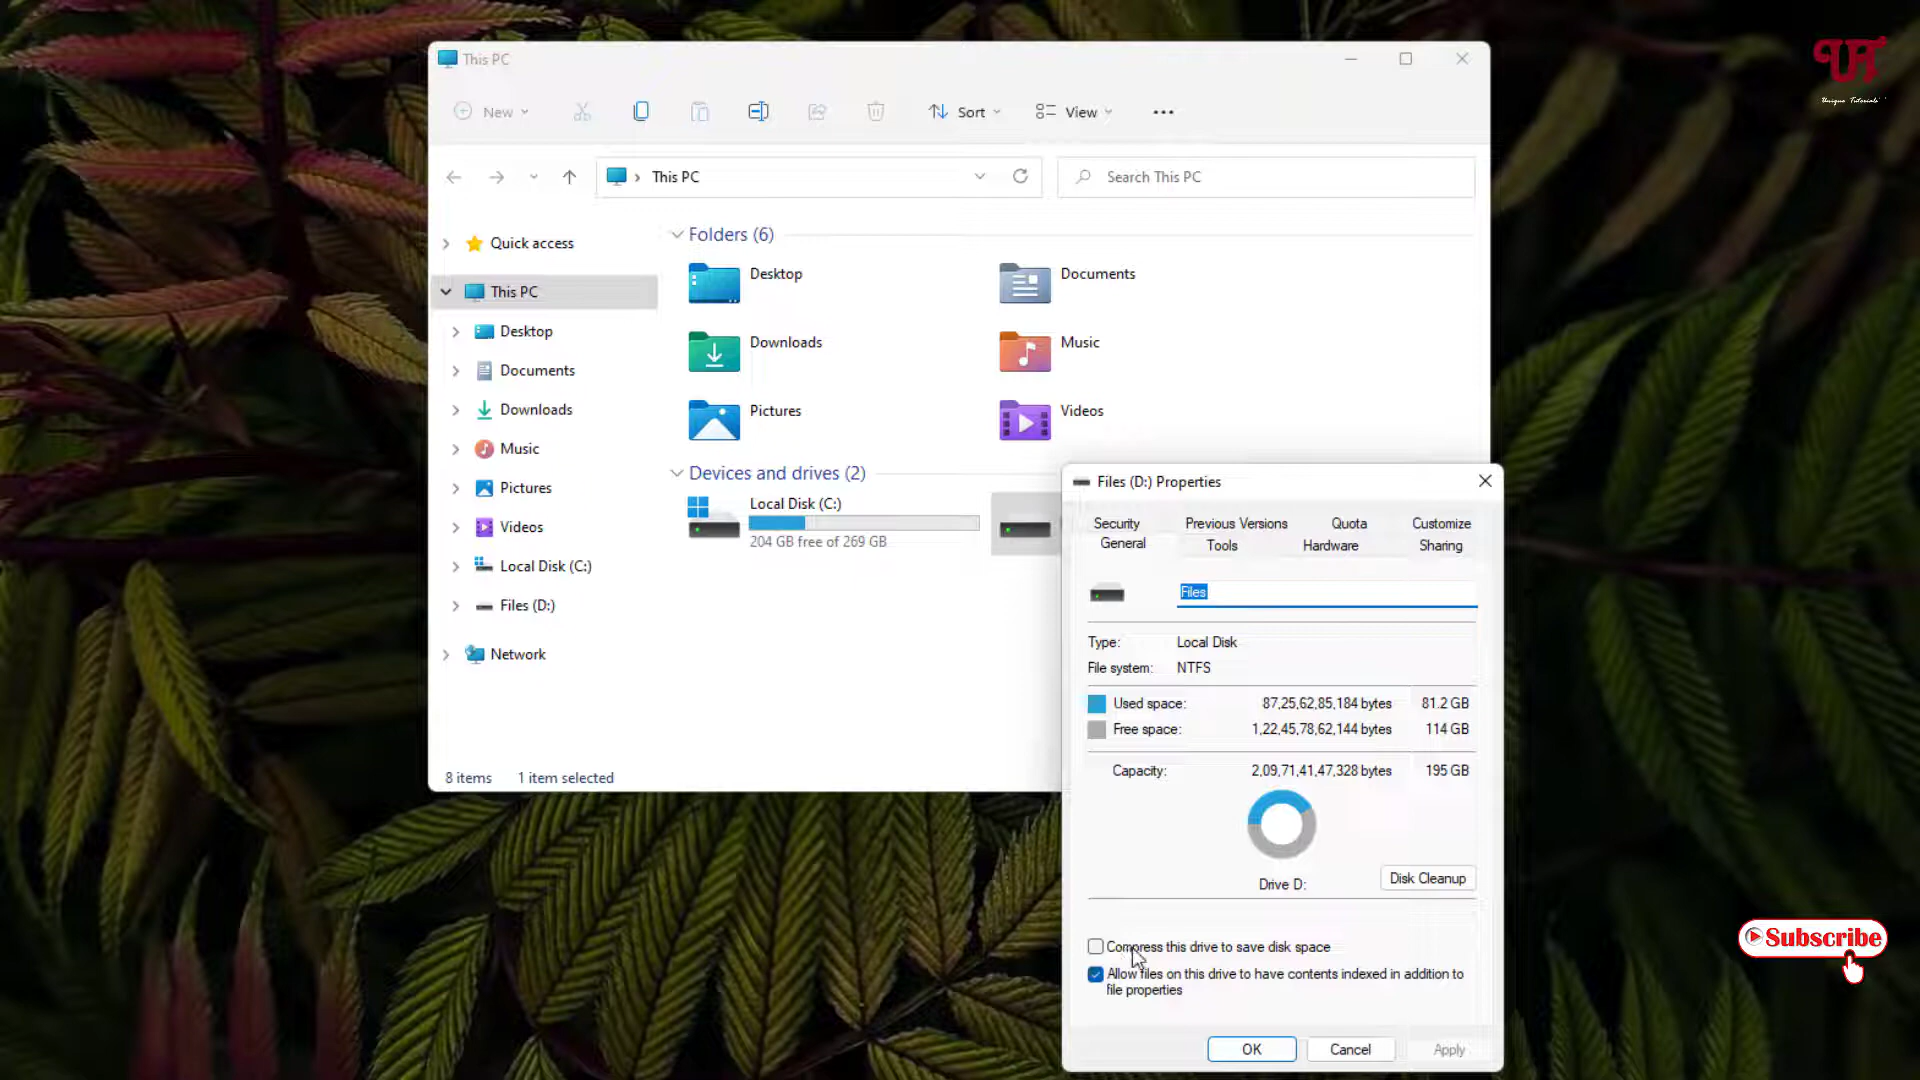 This PC
New
Sort
View
This PC
Search This PC
Quick access
This PC
Desktop
Documents
Downloads
Music
Pictures
Videos
Local Disk (C:)
Files (D:)
Network
Folders (6)
Desktop
Documents
Downloads
Music
Pictures
Videos
Devices and drives (2)
Local Disk (C:)
204 GB free of 269 GB
8 items
1 item selected
Files (D:) Properties
Security
Previous Versions
Quota
Customize
General
Tools
Hardware
Sharing
Files
Type: Local Disk
File system: NTFS
Used space: 87,25,62,85,184 bytes 81.2 GB
Free space: 1,22,45,78,62,144 bytes 114 GB
Capacity: 2,09,71,41,47,328 bytes 195 GB
Drive D:
Disk Cleanup
Compress this drive to save disk space
Allow files on this drive to have contents indexed in addition to
file properties
OK
Cancel
Apply
UT
Unique Tutorials
Subscribe